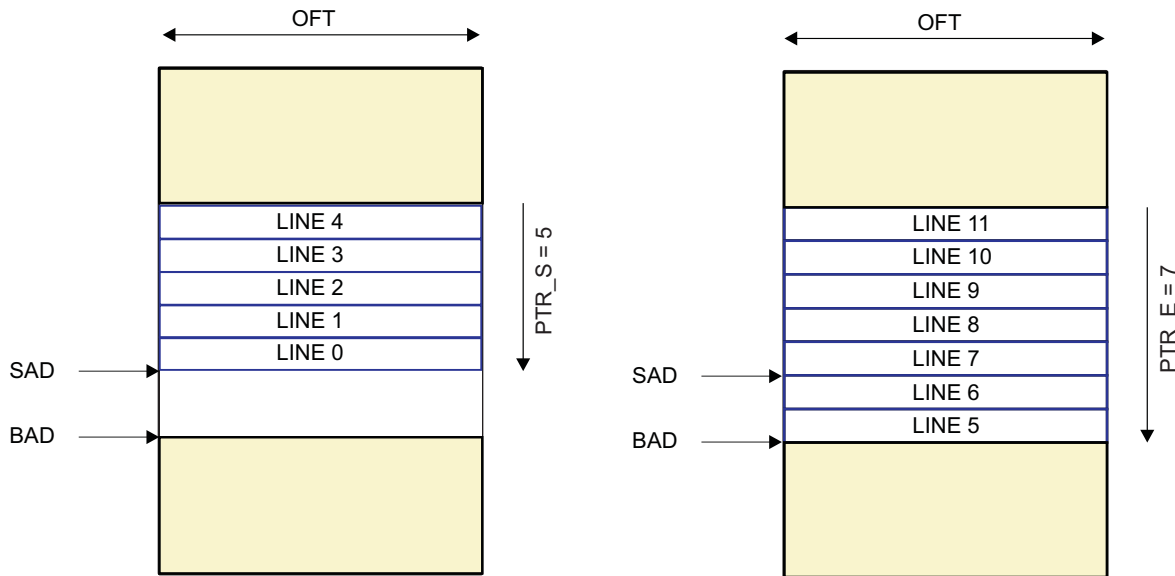 OFT
LINE 4
LINE 3
LINE 2
LINE 1
LINE 0
PTR_S = 5
SAD
BAD
OFT
LINE 11
LINE 10
LINE 9
LINE 8
LINE 7
LINE 6
LINE 5
PTR_E = 7
SAD
BAD